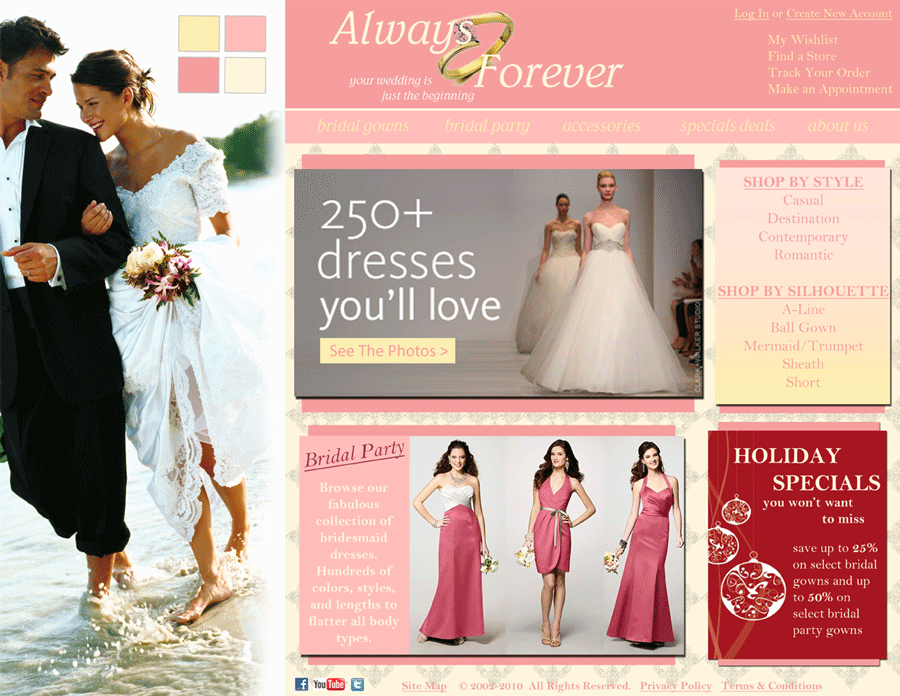 Always
Forever
your wedding is
just the beginning
Log In or Create New Account
My Wishlist
Find a Store
Track Your Order
Make an Appointment
bridal gowns bridal party accessories specials deals about us
250+
dresses
you'll love
See The Photos >
CLARK WALKER STUDIO
SHOP BY STYLE
Casual
Destination
Contemporary
Romantic
SHOP BY SILHOUETTE
A-Line
Ball Gown
Mermaid/Trumpet
Sheath
Short
Bridal Party
Browse our
fabulous
collection of
bridesmaid
dresses.
Hundreds of
colors, styles,
and lengths to
flatter all body
types.
HOLIDAY
SPECIALS
you won't want
to miss
save up to 25%
on select bridal
gowns and up
to 50% on
select bridal
party gowns
You Tube
Site Map © 2002-2010 All Rights Reserved. Privacy Policy Terms & Conditions